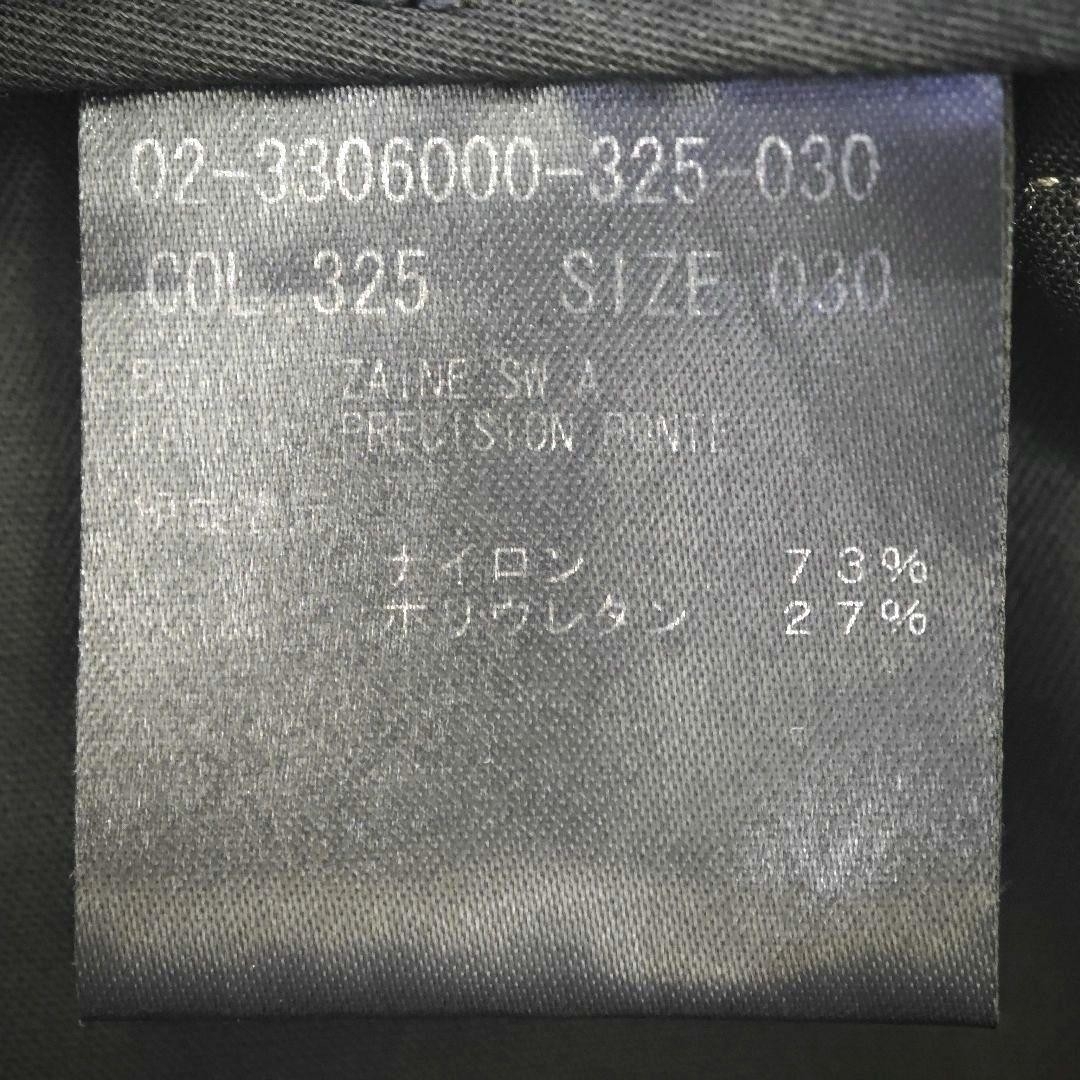 02-3306000-325-030
COL 325 SIZE 030
ZAINE SW A
PRECISION PONTE
ナイロン 73%
ポリウレタン 27%